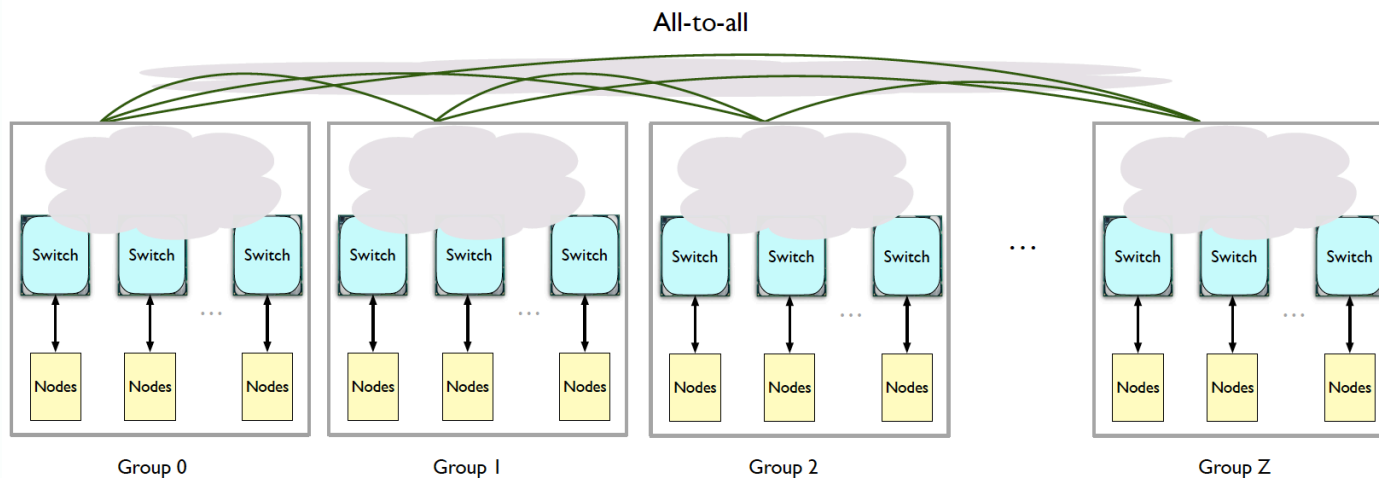 All-to-all
Switch Switch Switch Switch Switch Switch Switch Switch Switch ... Switch Switch Switch
... ... ... ...
Nodes Nodes Nodes Nodes Nodes Nodes Nodes Nodes Nodes Nodes Nodes Nodes
Group 0 Group 1 Group 2 Group Z